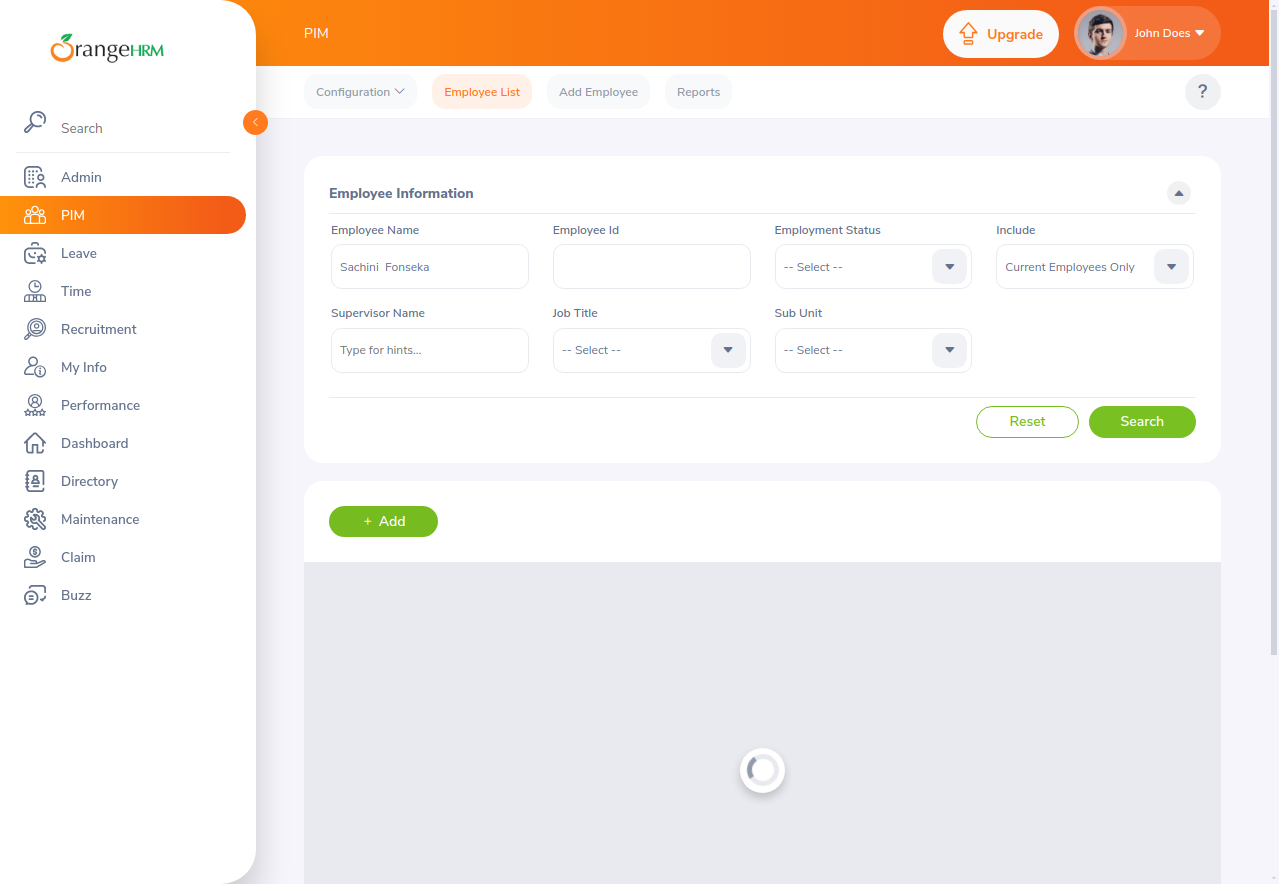 OrangeHRM
PIM
Upgrade
John Does
Configuration
Employee List
Add Employee
Reports
?
Search
Admin
PIM
Leave
Time
Recruitment
My Info
Performance
Dashboard
Directory
Maintenance
Claim
Buzz
Employee Information
Employee Name
Employee Id
Employment Status
Include
Sachini  Fonseka
-- Select --
Current Employees Only
Supervisor Name
Job Title
Sub Unit
Type for hints...
-- Select --
-- Select --
Reset
Search
+ Add